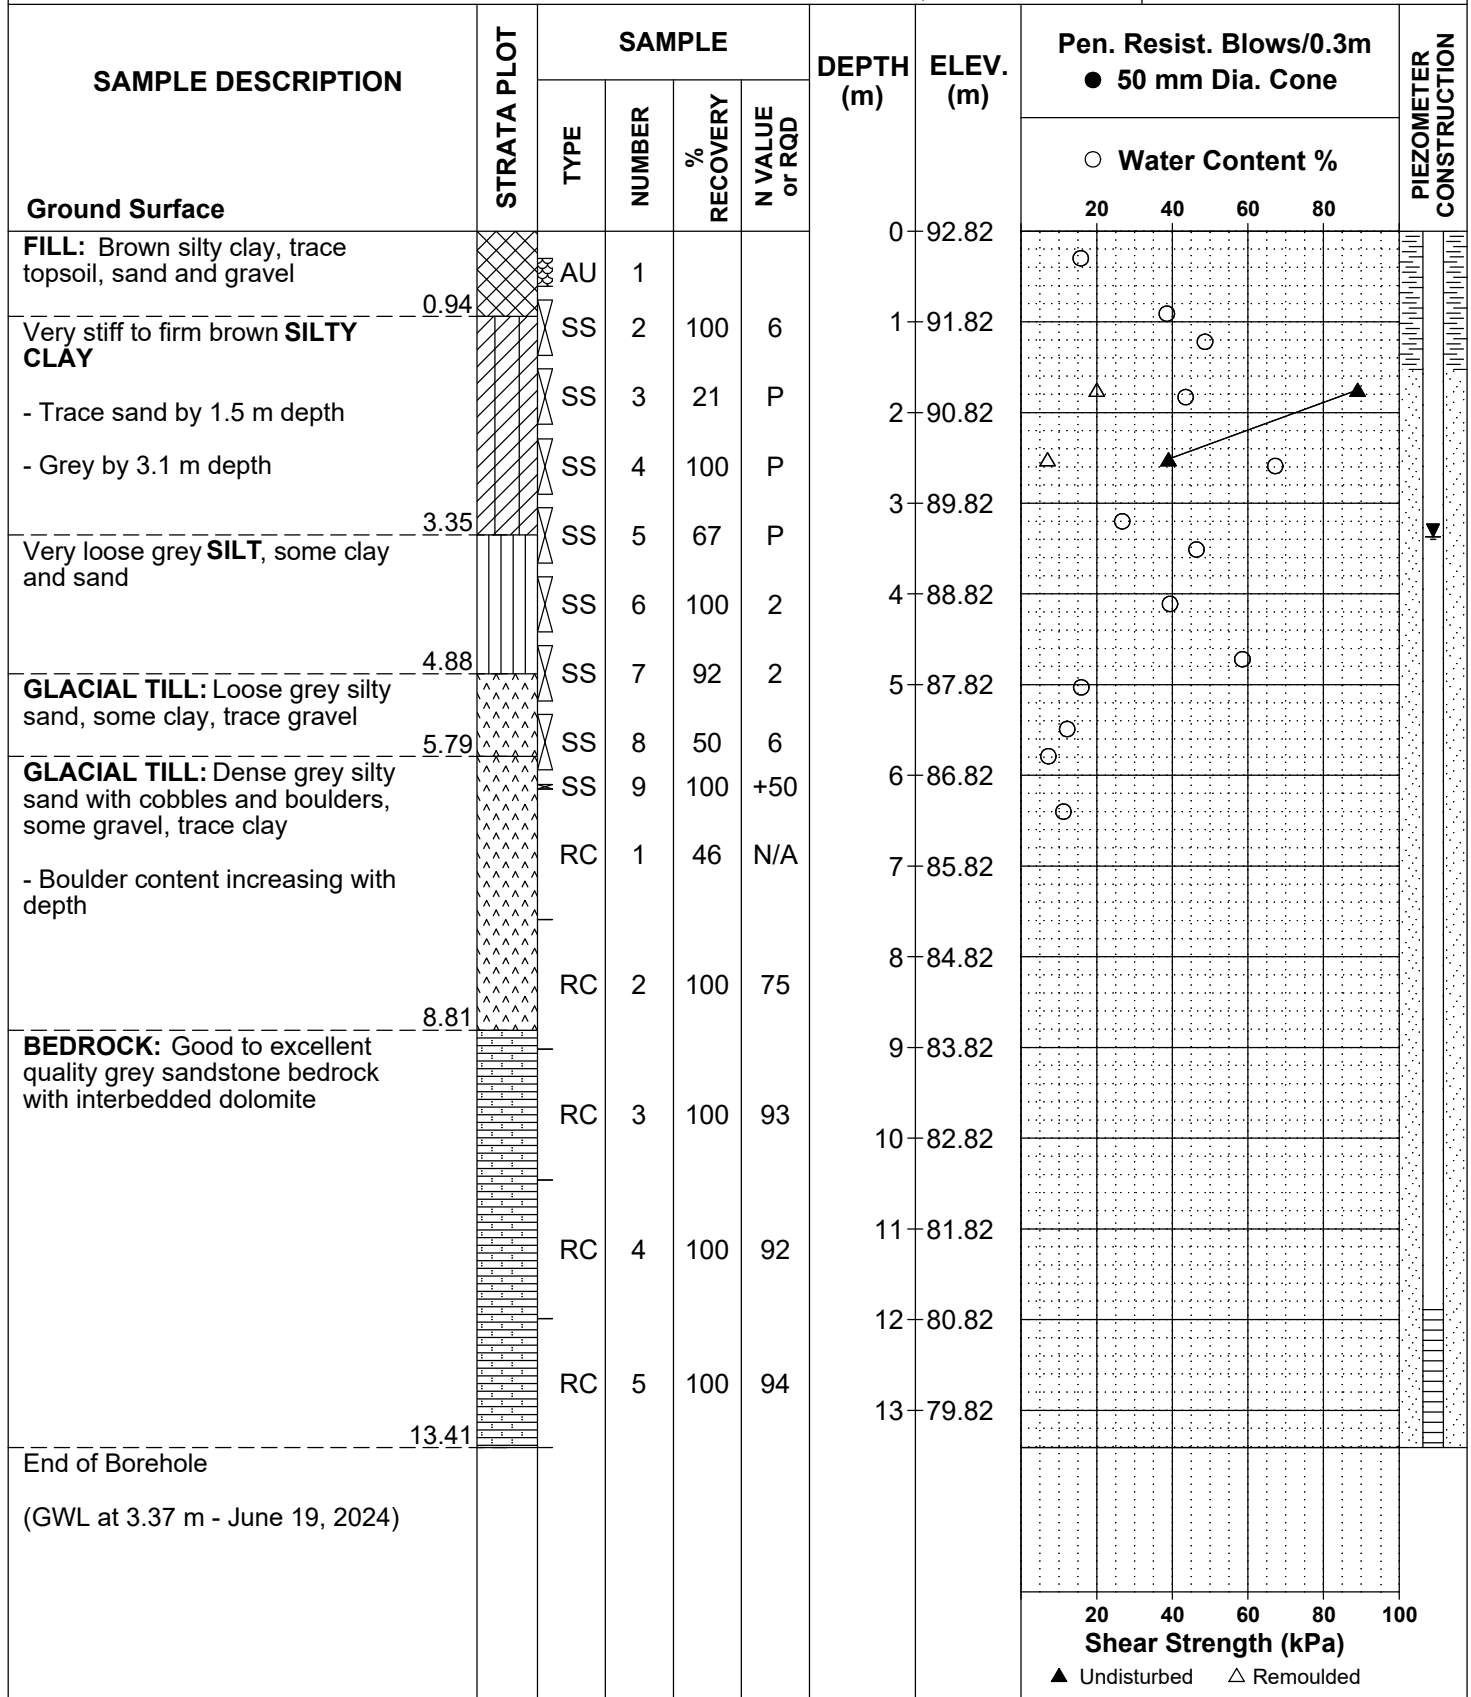 SAMPLE DESCRIPTION
STRATA PLOT
SAMPLE
TYPE
NUMBER
%
RECOVERY
N VALUE
or RQD
DEPTH
(m)
ELEV.
(m)
Pen. Resist. Blows/0.3m
● 50 mm Dia. Cone
○ Water Content %
20 40 60 80
PIEZOMETER
CONSTRUCTION
Ground Surface
0 92.82
FILL: Brown silty clay, trace
topsoil, sand and gravel
0.94
AU 1
Very stiff to firm brown SILTY
CLAY
- Trace sand by 1.5 m depth
- Grey by 3.1 m depth
3.35
SS 2 100 6
1 91.82
SS 3 21 P
2 90.82
SS 4 100 P
3 89.82
SS 5 67 P
Very loose grey SILT, some clay
and sand
4.88
SS 6 100 2
4 88.82
SS 7 92 2
5 87.82
GLACIAL TILL: Loose grey silty
sand, some clay, trace gravel
5.79
SS 8 50 6
6 86.82
GLACIAL TILL: Dense grey silty
sand with cobbles and boulders,
some gravel, trace clay
- Boulder content increasing with
depth
8.81
SS 9 100 +50
RC 1 46 N/A
7 85.82
8 84.82
RC 2 100 75
BEDROCK: Good to excellent
quality grey sandstone bedrock
with interbedded dolomite
13.41
9 83.82
RC 3 100 93
10 82.82
11 81.82
RC 4 100 92
12 80.82
RC 5 100 94
13 79.82
End of Borehole
(GWL at 3.37 m - June 19, 2024)
20 40 60 80 100
Shear Strength (kPa)
▲ Undisturbed △ Remoulded